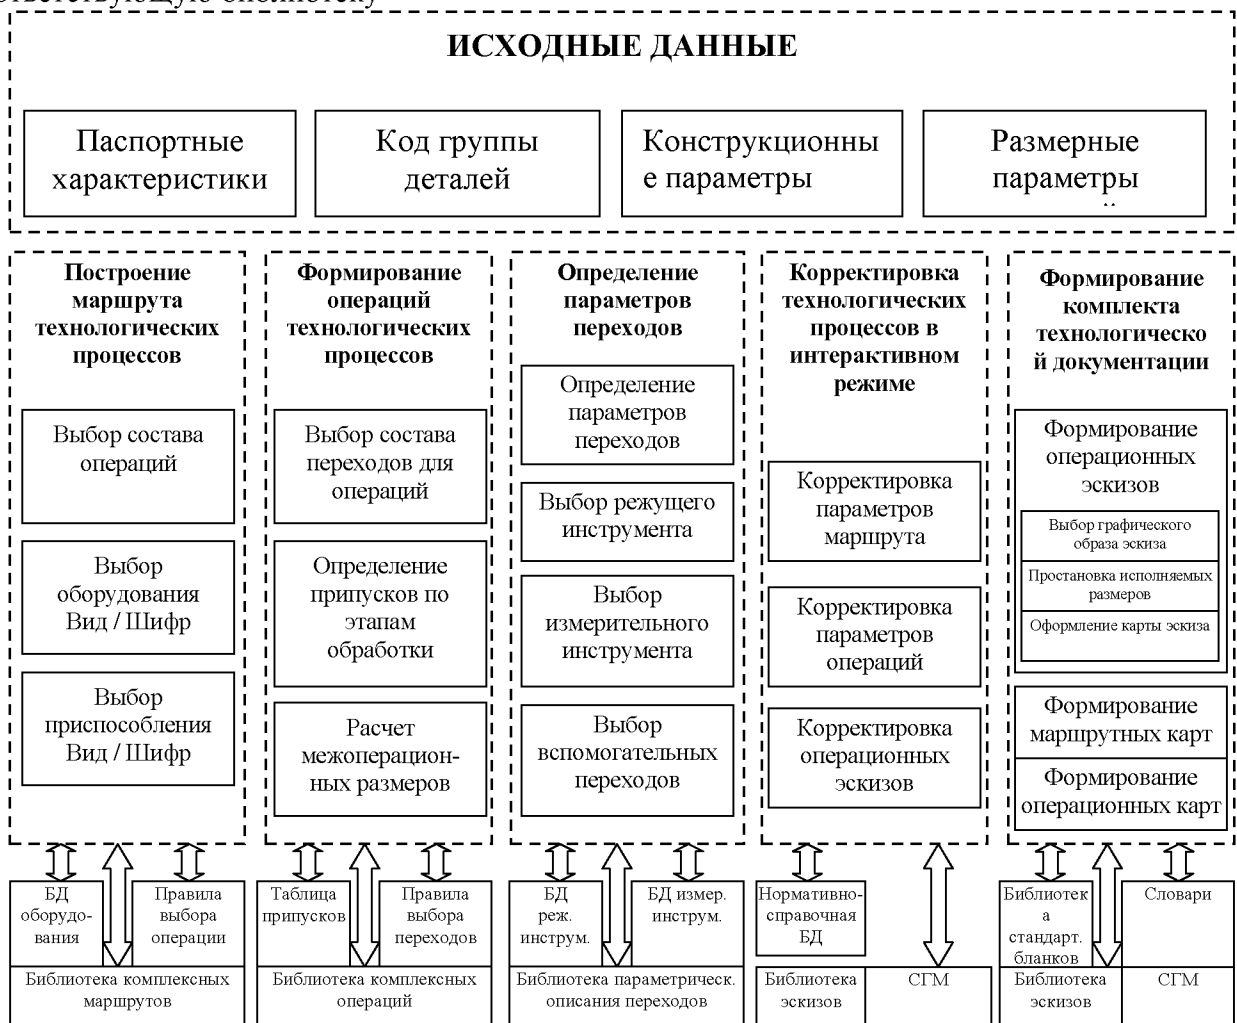 ответствующую библиотеку
ИСХОДНЫЕ ДАННЫЕ
Паспортные
характеристики
Код группы
деталей
Конструкционны
е параметры
Размерные
параметры
Построение
маршрута
технологических
процессов
Выбор состава
операций
Выбор
оборудования
Вид / Шифр
Выбор
приспособления
Вид / Шифр
Формирование
операций
технологических
процессов
Выбор состава
переходов для
операций
Определение
припусков по
этапам
обработки
Расчет
межоперацион-
ных размеров
Определение
параметров
переходов
Определение
параметров
переходов
Выбор режущего
инструмента
Выбор
измерительного
инструмента
Выбор
вспомогательных
переходов
Корректировка
технологических
процессов в
интерактивном
режиме
Корректировка
параметров
маршрута
Корректировка
параметров
операций
Корректировка
операционных
эскизов
Формирование
комплекта
технологическо
й документации
Формирование
операционных
эскизов
Выбор графического
образа эскиза
Простановка исполняемых
размеров
Оформление карты эскиза
Формирование
маршрутных карт
Формирование
операционных карт
БД
оборудо-
вания
Правила
выбора
операции
Библиотека комплексных
маршрутов
Таблица
припусков
Правила
выбора
переходов
Библиотека комплексных
операций
БД
реж.
инструм.
БД измер.
инструм.
Библиотека параметрическ.
описания переходов
Нормативно-
справочная
БД
Библиотека
эскизов
СГМ
Библиотек
а
стандарт.
бланков
Словари
Библиотека
эскизов
СГМ